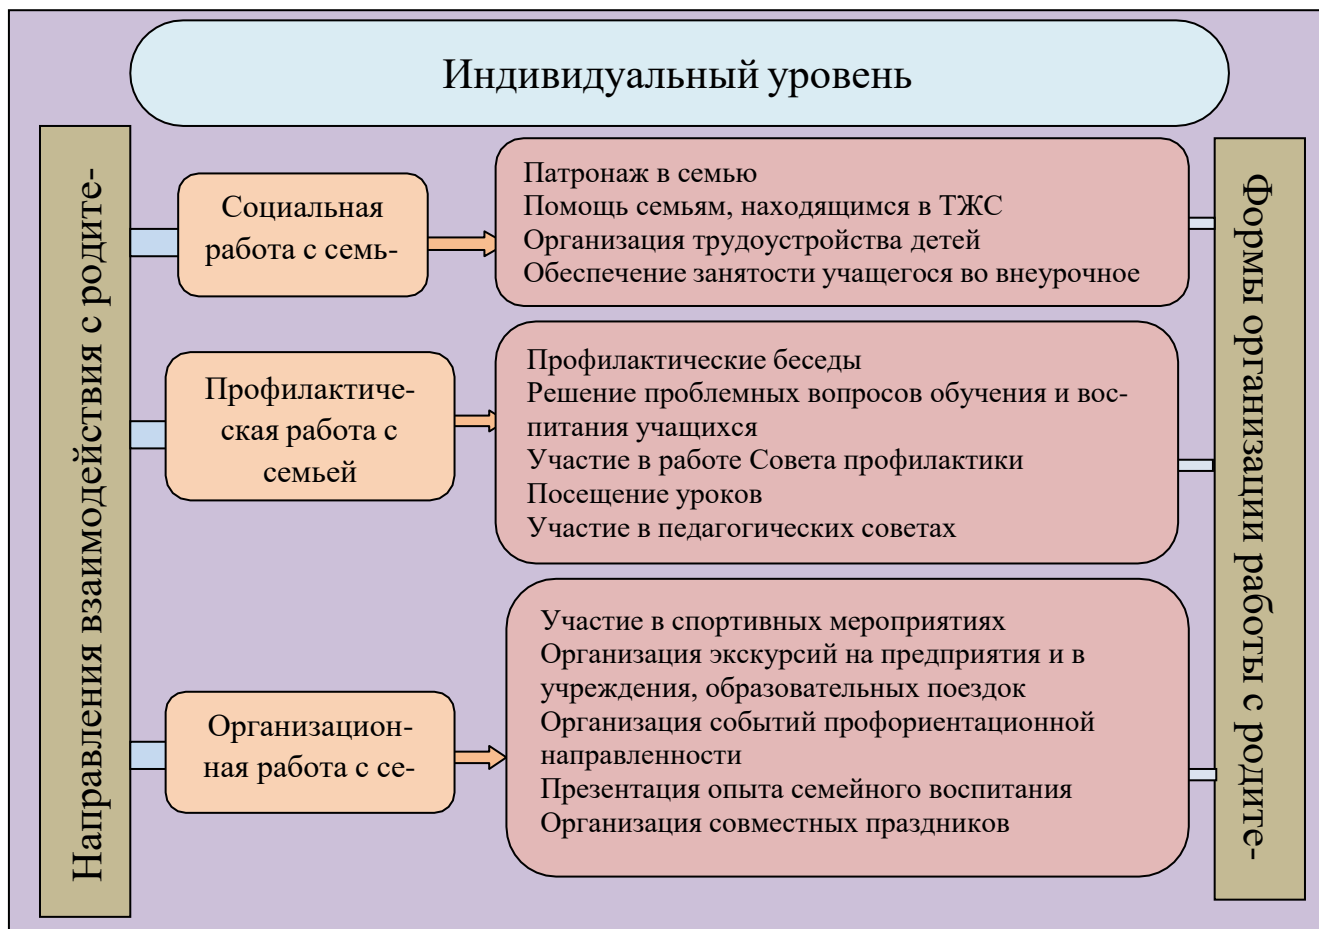 Индивидуальный уровень
Направления взаимодействия с родите-
Социальная
работа с семь-
Патронаж в семью
Помощь семьям, находящимся в ТЖС
Организация трудоустройства детей
Обеспечение занятости учащегося во внеурочное
Профилактиче-
ская работа с
семьей
Профилактические беседы
Решение проблемных вопросов обучения и вос-
питания учащихся
Участие в работе Совета профилактики
Посещение уроков
Участие в педагогических советах
Организацион-
ная работа с се-
Участие в спортивных мероприятиях
Организация экскурсий на предприятия и в
учреждения, образовательных поездок
Организация событий профориентационной
направленности
Презентация опыта семейного воспитания
Организация совместных праздников
Формы организации работы с родите-